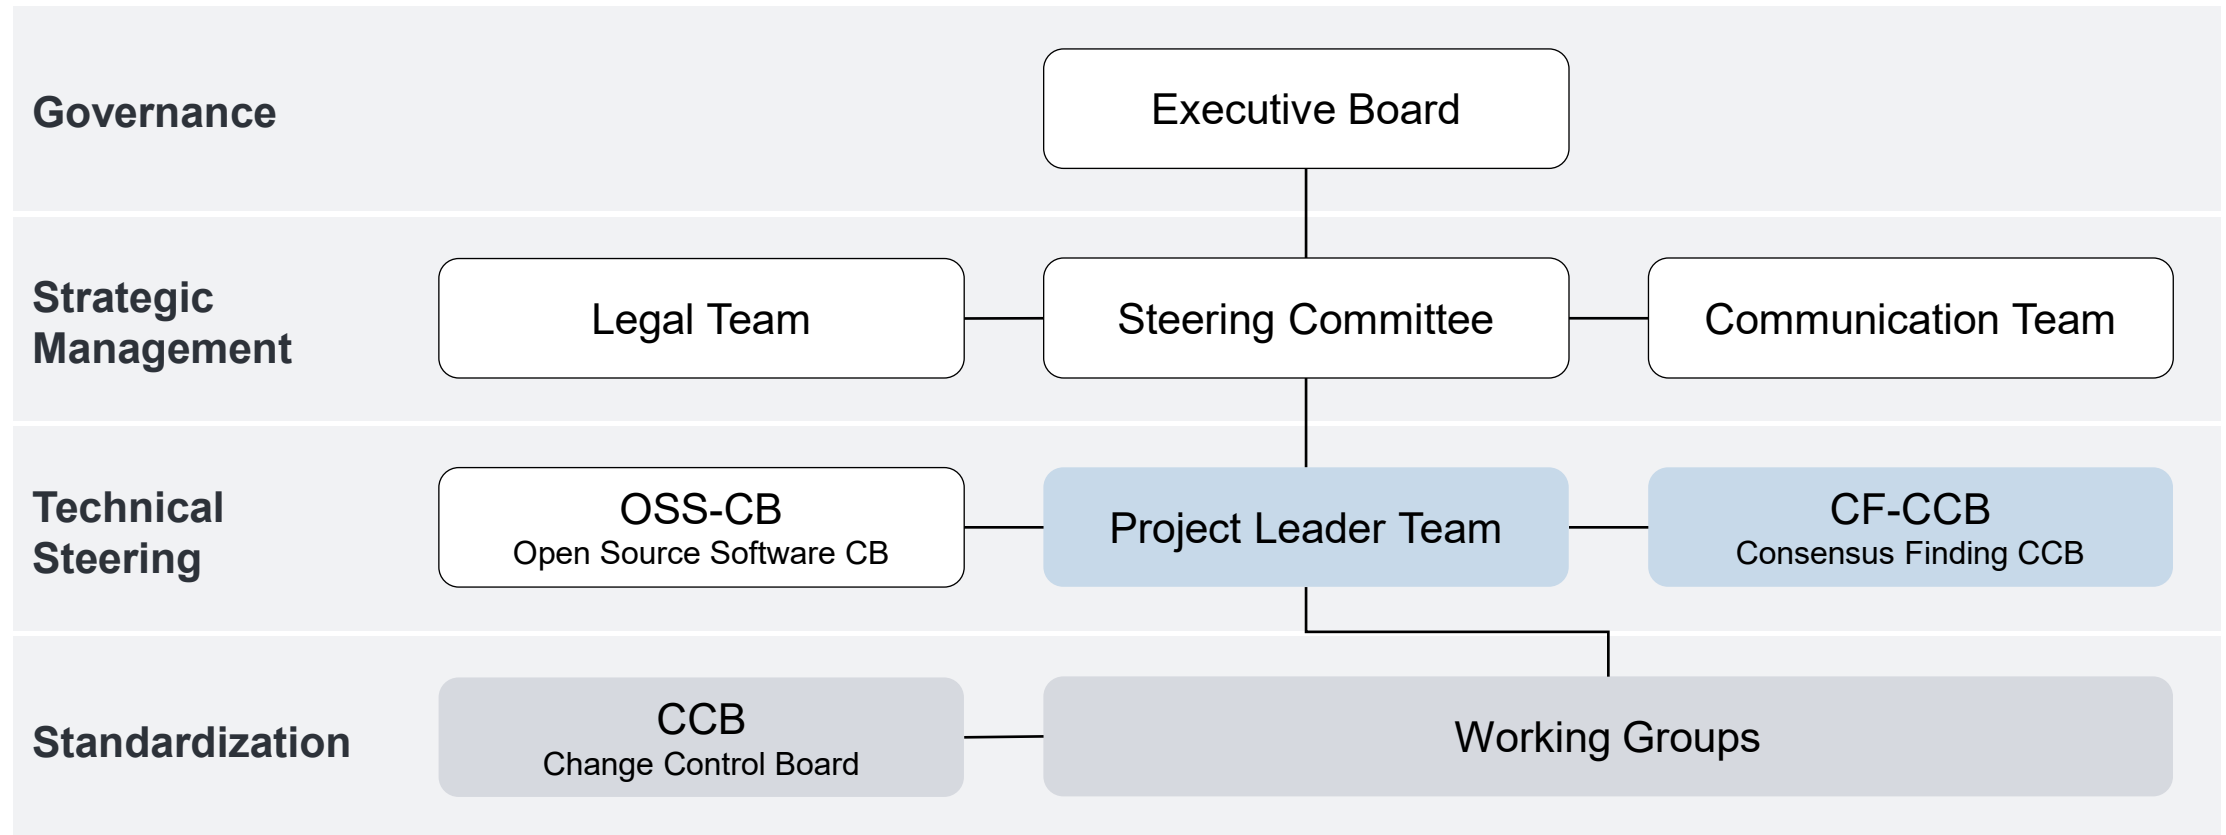 Governance
Executive Board
Strategic
Management
Legal Team
Steering Committee
Communication Team
Technical
Steering
OSS-CB
Open Source Software CB
Project Leader Team
CF-CCB
Consensus Finding CCB
Standardization
CCB
Change Control Board
Working Groups